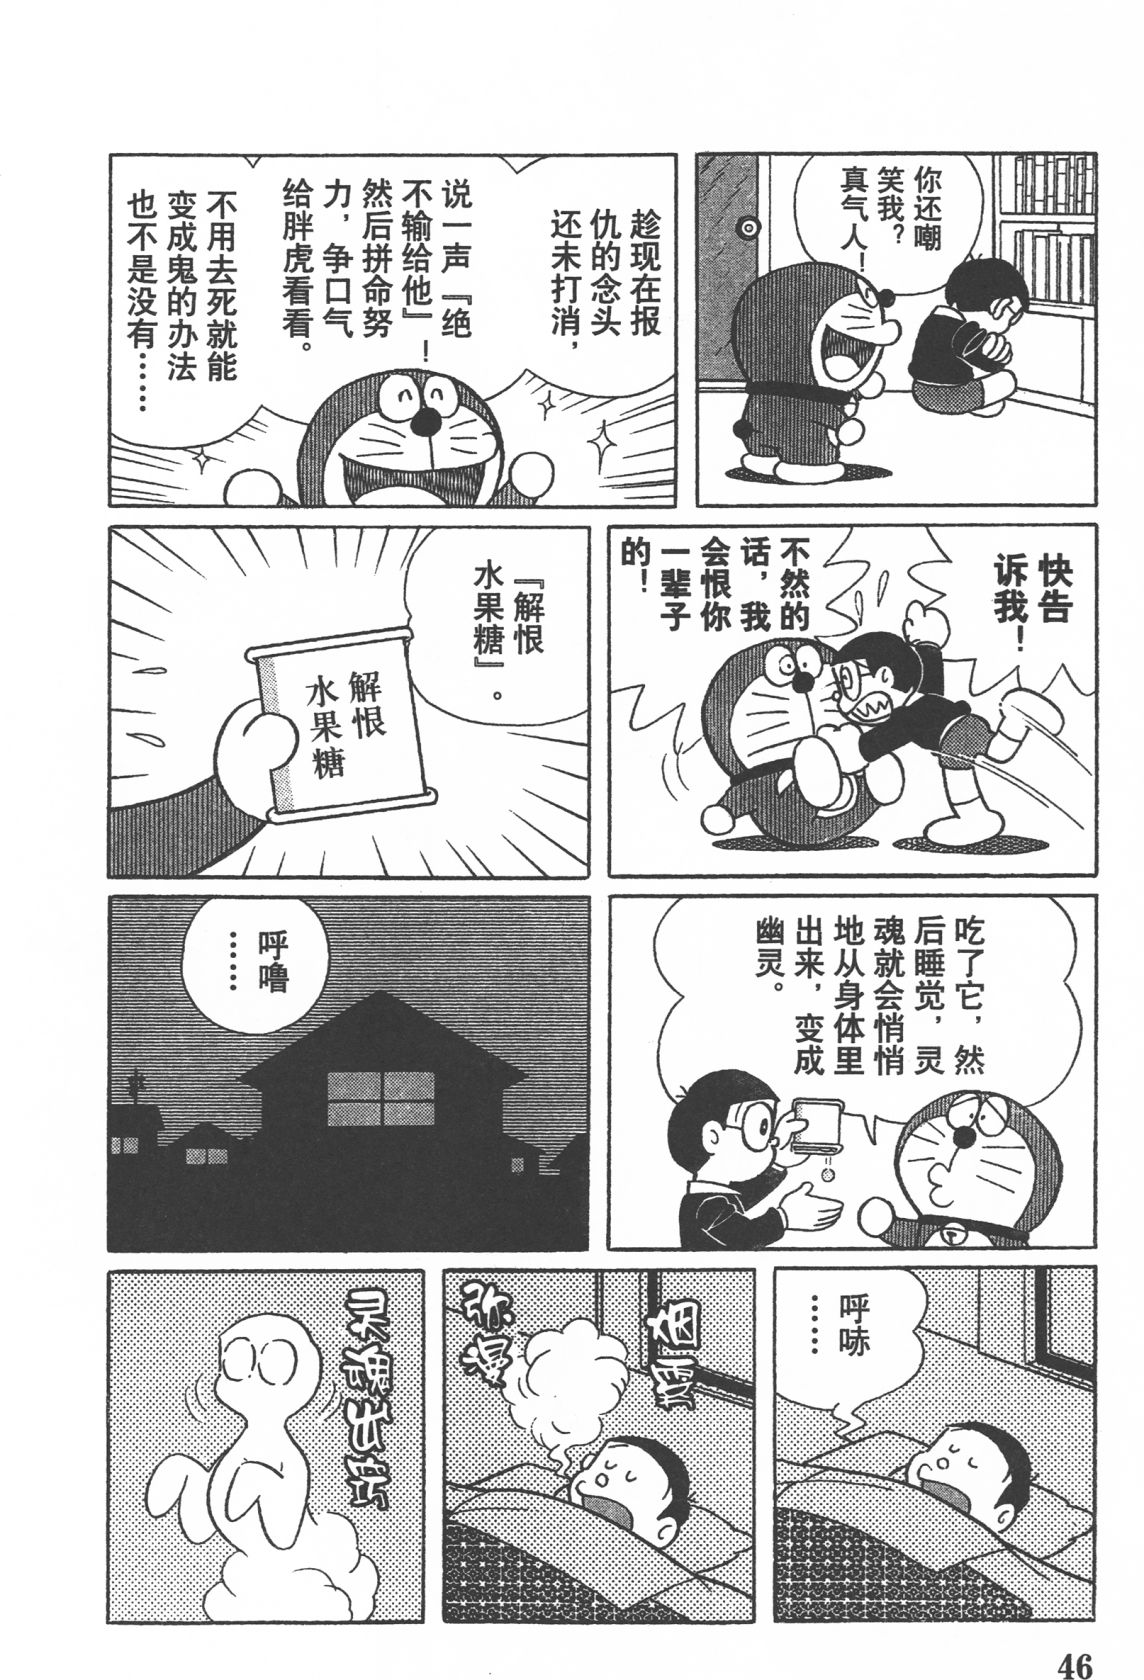 你还嘲
笑我？
真气人！
趁现在报
仇的念头
还未打消，
说一声『绝
不输给他』！
然后拼命努
力，争口气
给胖虎看看。
不用去死就能
变成鬼的办法
也不是没有……
快告
诉我！
不然的
话，我
会恨你
一辈子
的！
『解恨
水果糖』。
解恨
水果糖
吃了它，然
后睡觉，灵
魂就会悄悄
地从身体里
出来，变成
幽灵。
呼噜
……
呼哧
……
烟
弥漫
灵魂出窍
46